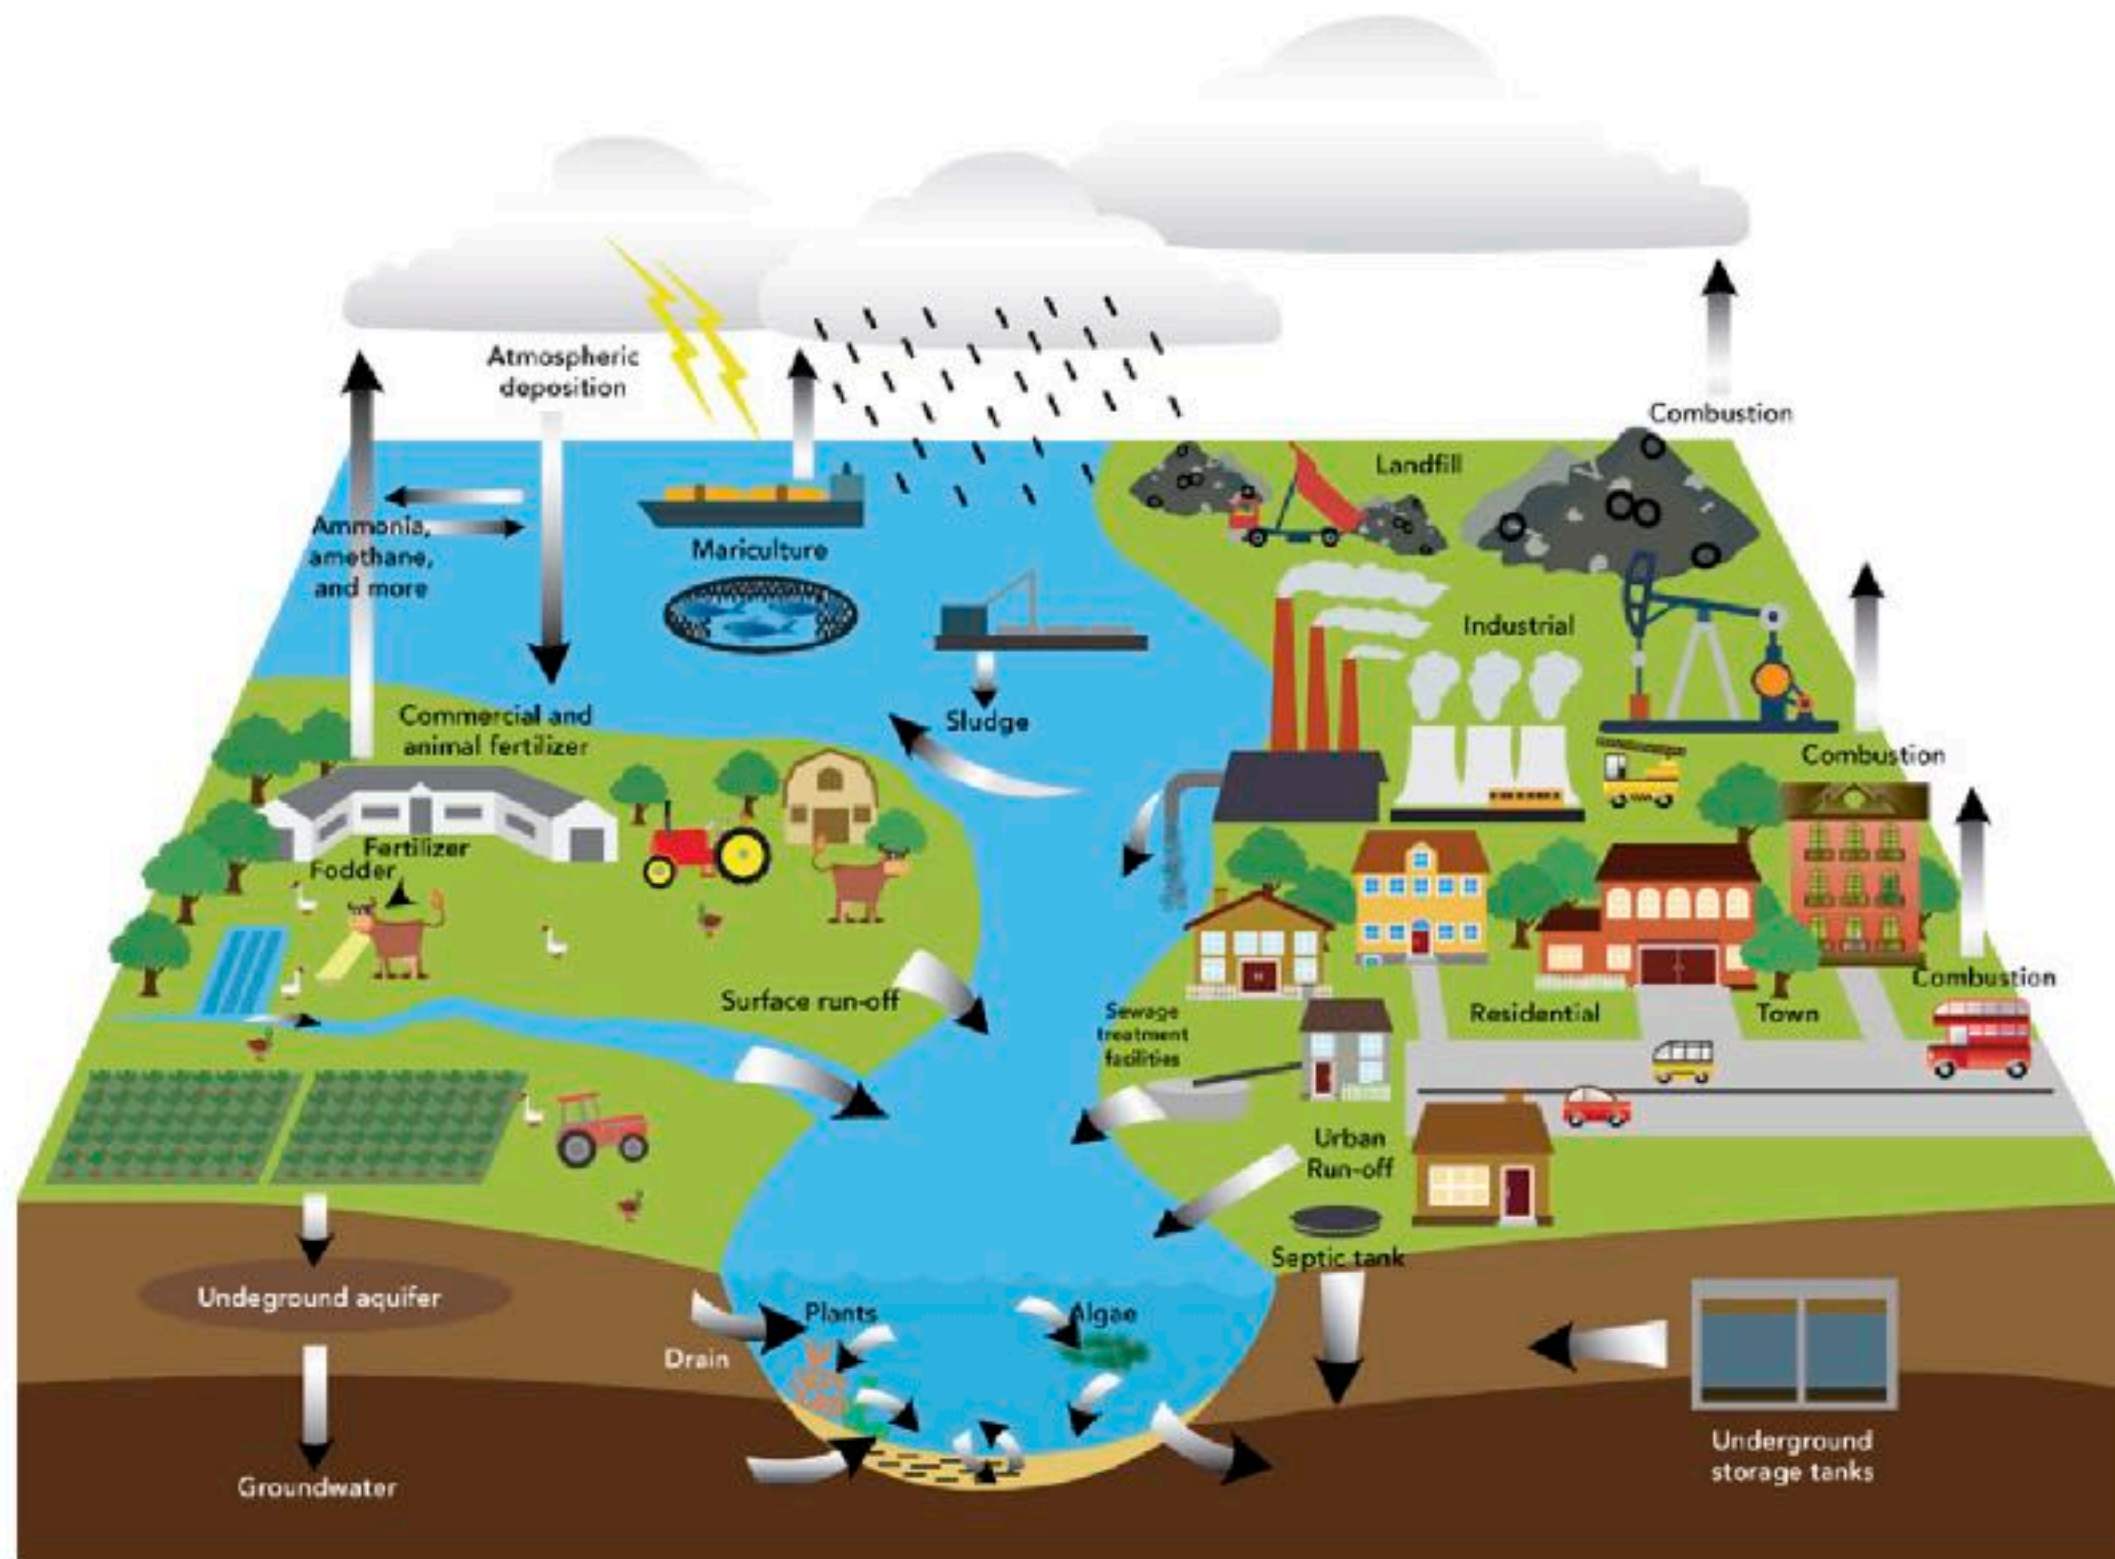 Atmospheric
deposition
Combustion
Landfill
Ammonia,
amethane,
and more
Mariculture
Industrial
Commercial and
animal fertilizer
Sludge
Combustion
Fertilizer
Fodder
Surface run-off
Sewage
treatment
facilities
Residential
Town
Combustion
Urban
Run-off
Septic tank
Undeground aquifer
Plants
Algae
Drain
Underground
storage tanks
Groundwater